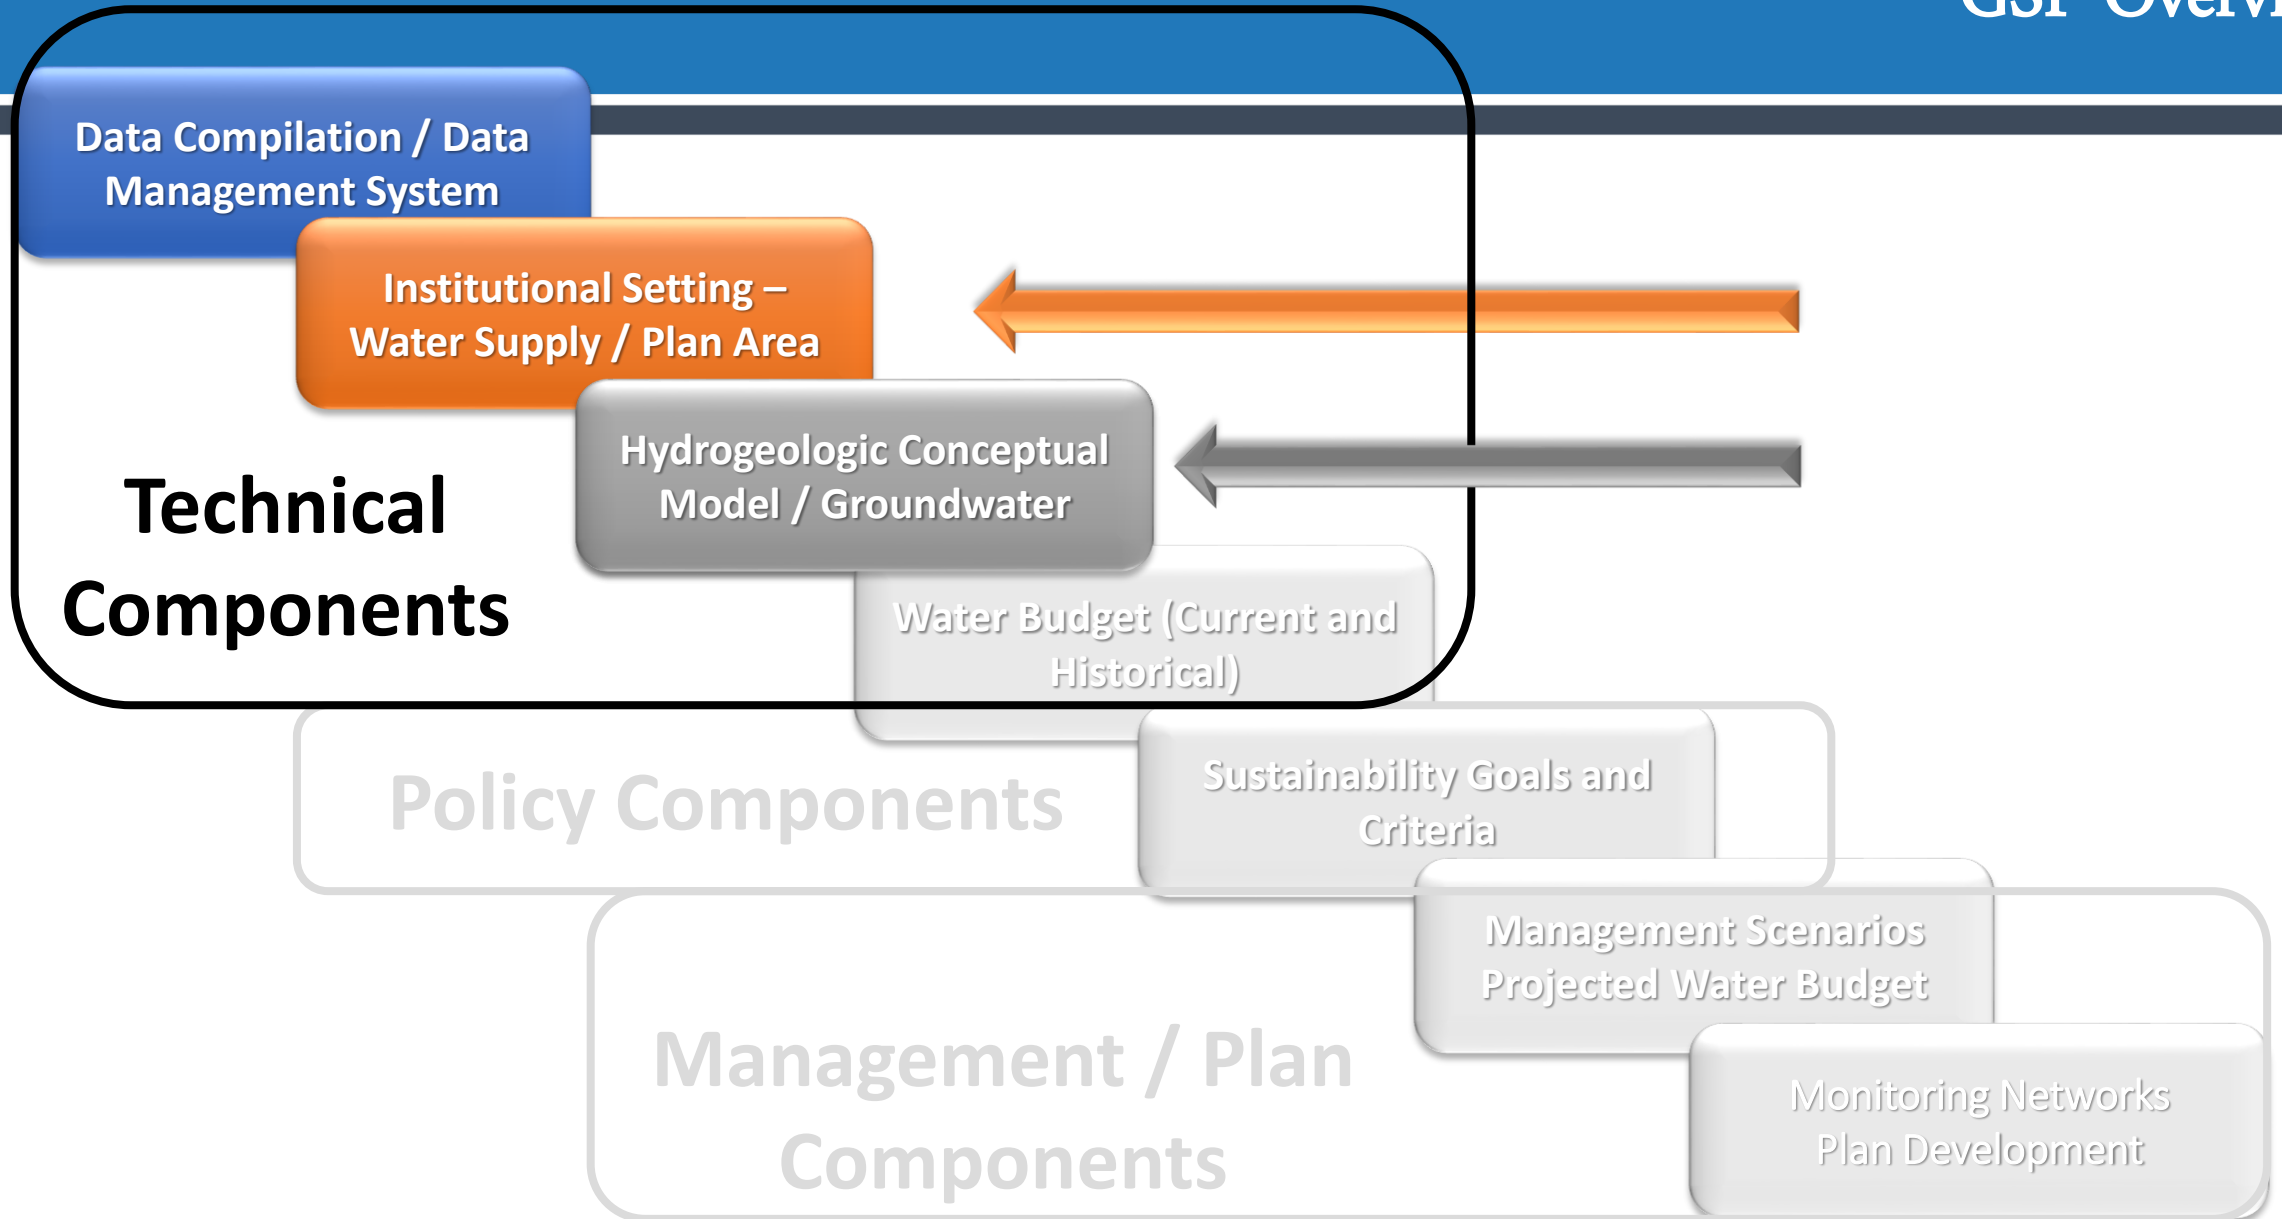 Data Compilation / Data
Management System
Institutional Setting –
Water Supply / Plan Area
Hydrogeologic Conceptual
Model / Groundwater
Technical
Components
Water Budget (Current and
Historical)
Policy Components
Sustainability Goals and
Criteria
Management Scenarios
Projected Water Budget
Management / Plan
Components
Monitoring Networks
Plan Development